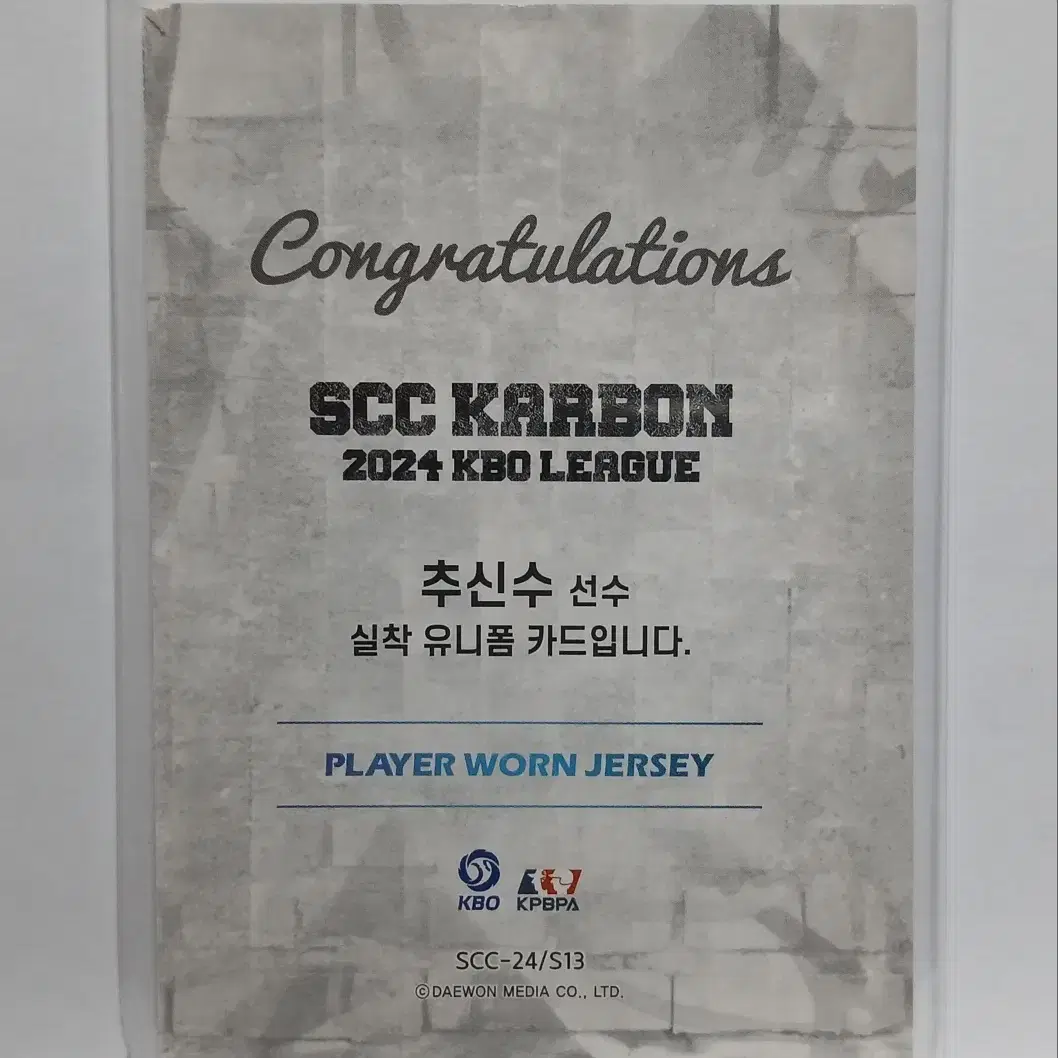 Congratulations
SCC KARBON
2024 KBO LEAGUE
추신수 선수
실착 유니폼 카드입니다.
PLAYER WORN JERSEY
KBO KPBPA
SCC-24/S13
©DAEWON MEDIA CO., LTD.